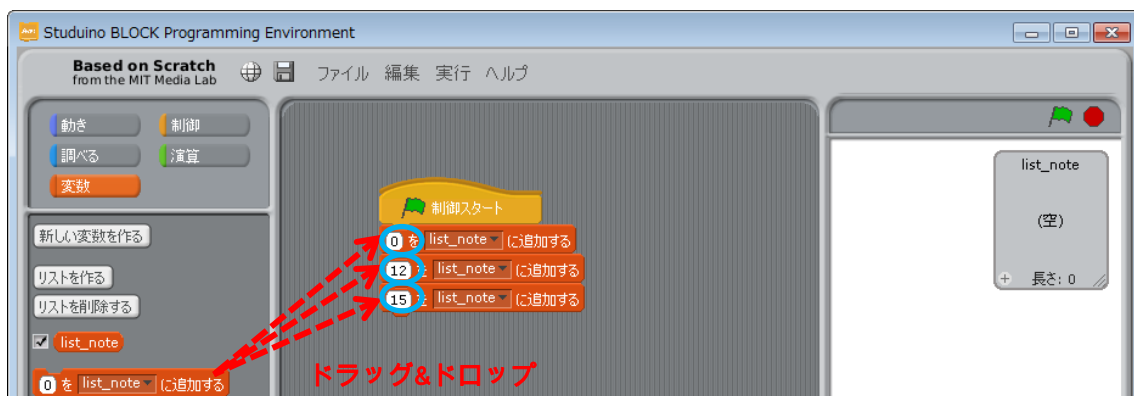 Studuino BLOCK Programming Environment
Based on Scratch
from the MIT Media Lab
ファイル 編集 実行 ヘルプ
動き 制御
調べる 演算
変数
新しい変数を作る
リストを作る
リストを削除する
list_note
0 を list_note に追加する
制御スタート
0 を list_note に追加する
12 を list_note に追加する
15 を list_note に追加する
ドラッグ&ドロップ
list_note
(空)
+ 長さ: 0